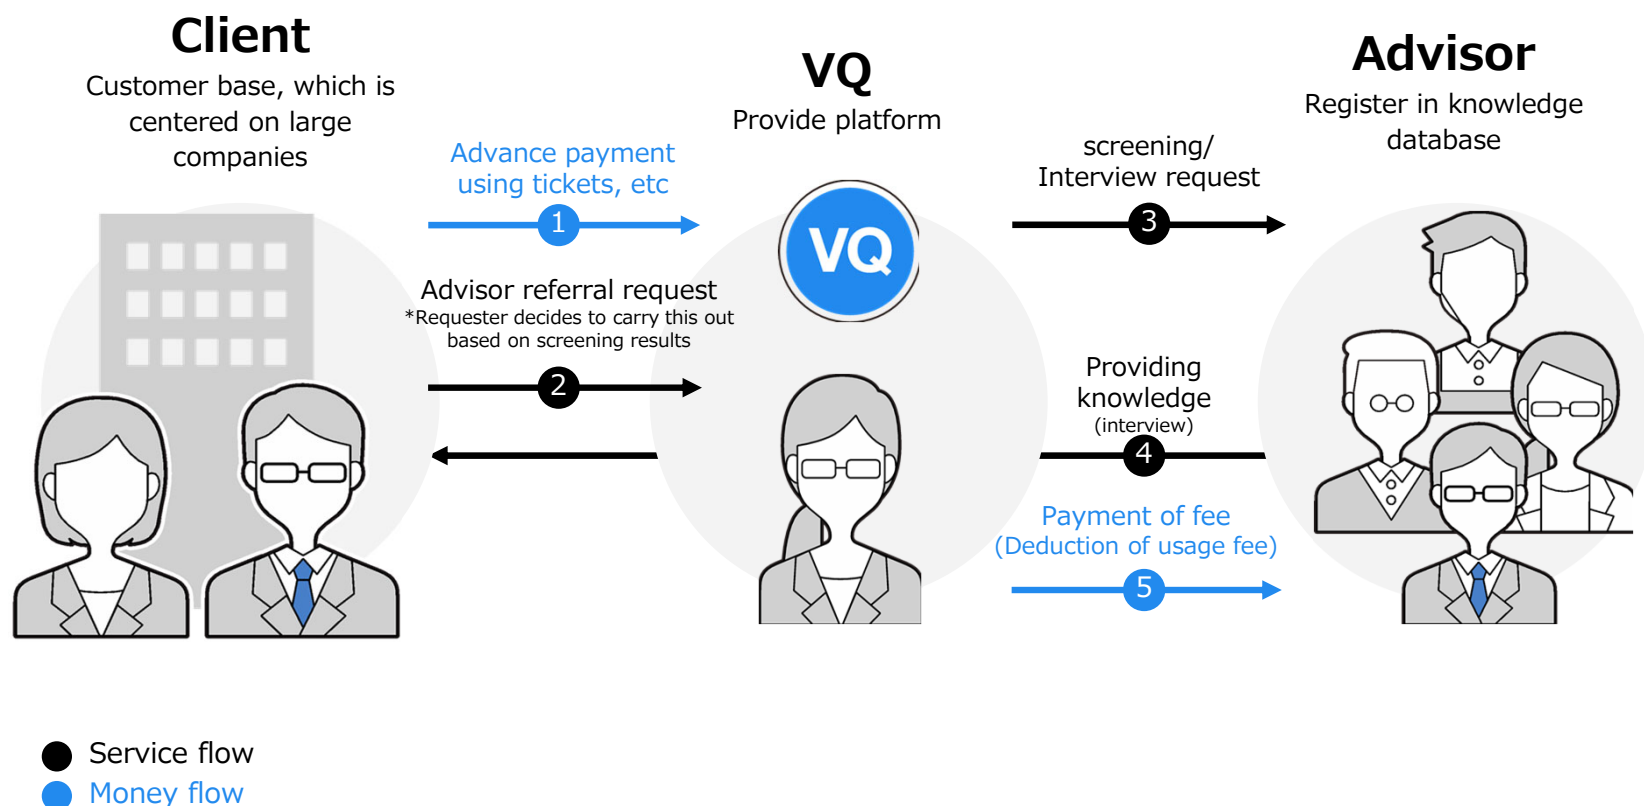 Client
Customer base, which is
centered on large
companies
VQ
Provide platform
Advisor
Register in knowledge
database
Advance payment
using tickets, etc
1
Advisor referral request
*Requester decides to carry this out
based on screening results
2
VQ
screening/
Interview request
3
Providing
knowledge
(interview)
4
Payment of fee
(Deduction of usage fee)
5
Service flow
Money flow